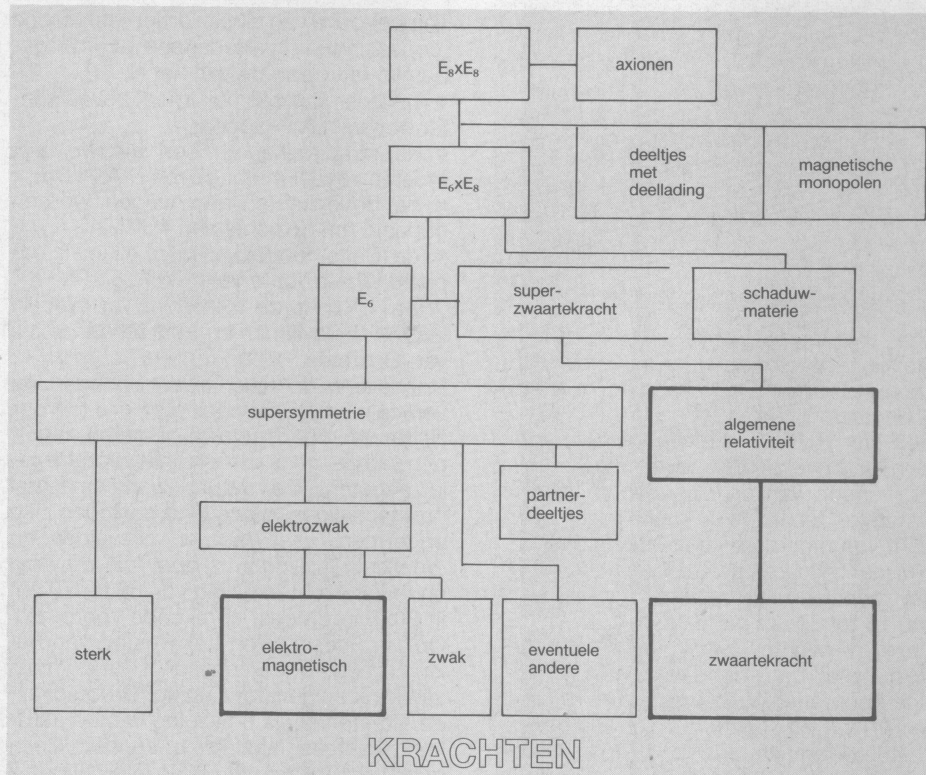 E₈xE₈
axionen
E₆xE₈
deeltjes
met
deellading
magnetische
monopolen
E₆
super-
zwaartekracht
schaduw-
materie
supersymmetrie
algemene
relativiteit
partner-
deeltjes
elektrozwak
sterk
elektro-
magnetisch
zwak
eventuele
andere
zwaartekracht
KRACHTEN